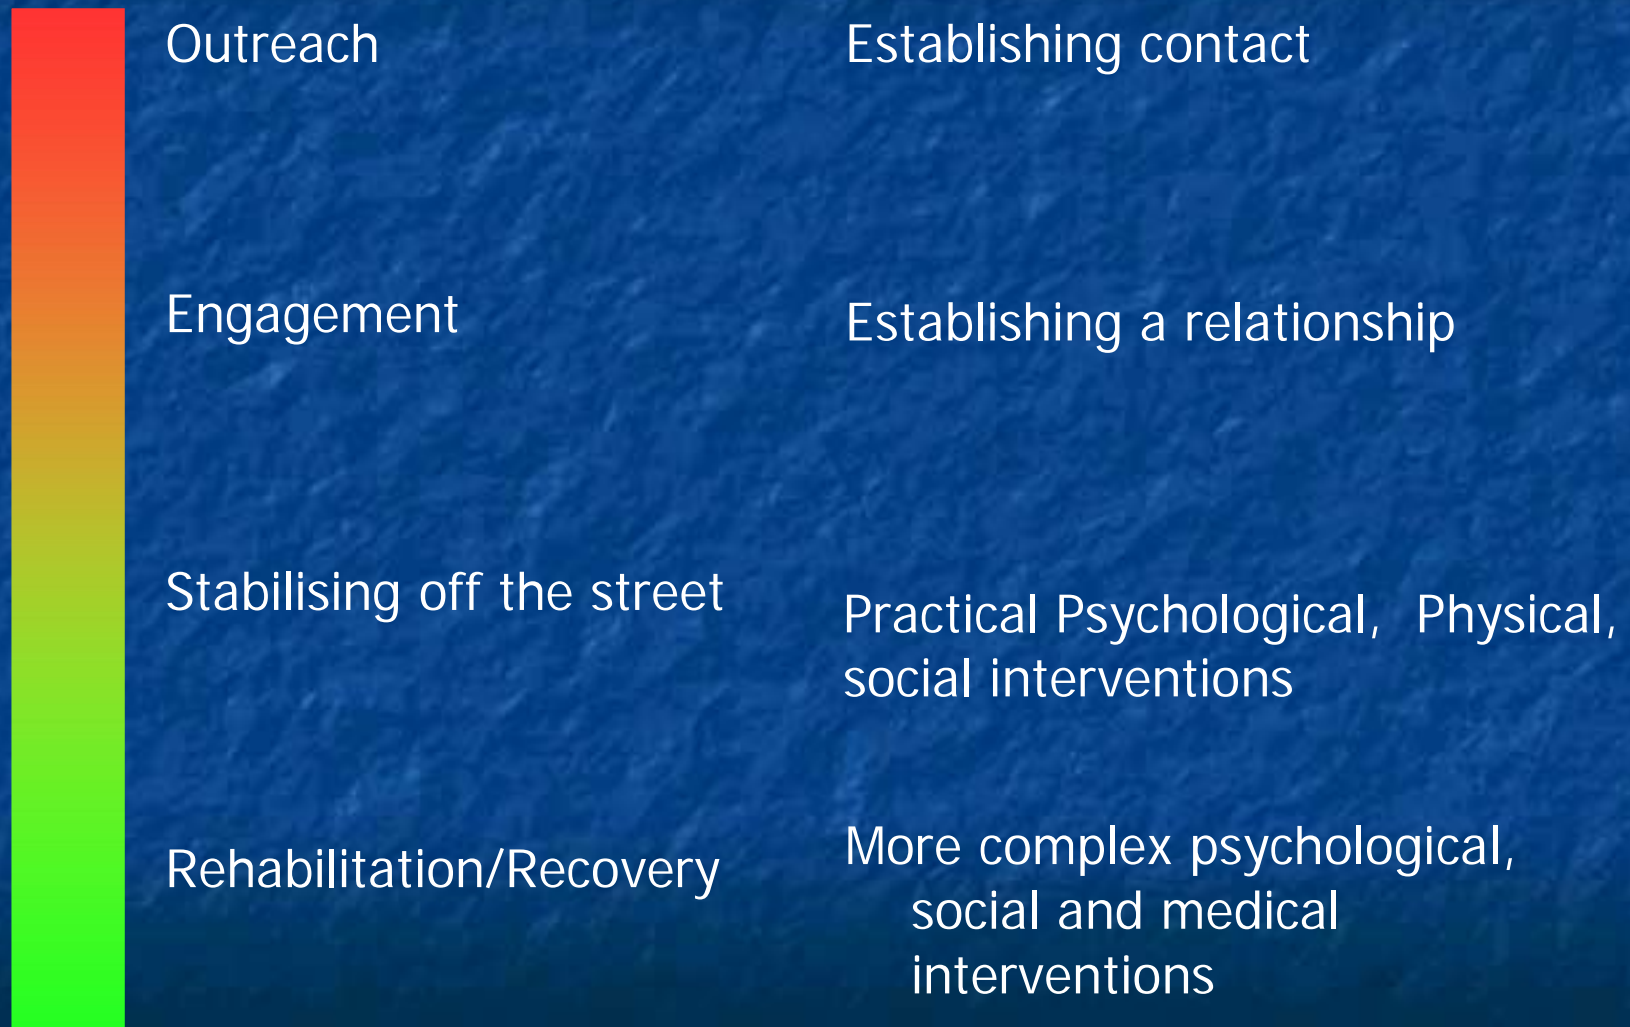 Outreach
Establishing contact
Engagement
Establishing a relationship
Stabilising off the street
Practical Psychological, Physical,
social interventions
Rehabilitation/Recovery
More complex psychological,
social and medical
interventions